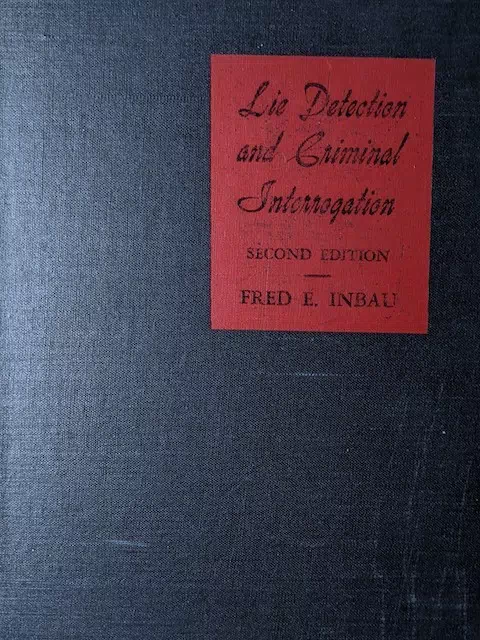 Lie Detection
and Criminal
Interrogation
SECOND EDITION
FRED E. INBAU